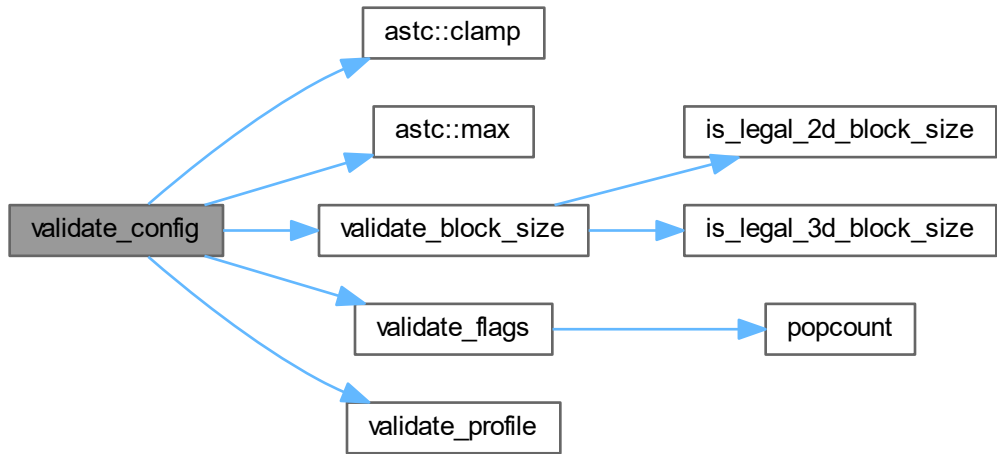 validate_config
astc::clamp
astc::max
validate_block_size
is_legal_2d_block_size
is_legal_3d_block_size
validate_flags
popcount
validate_profile